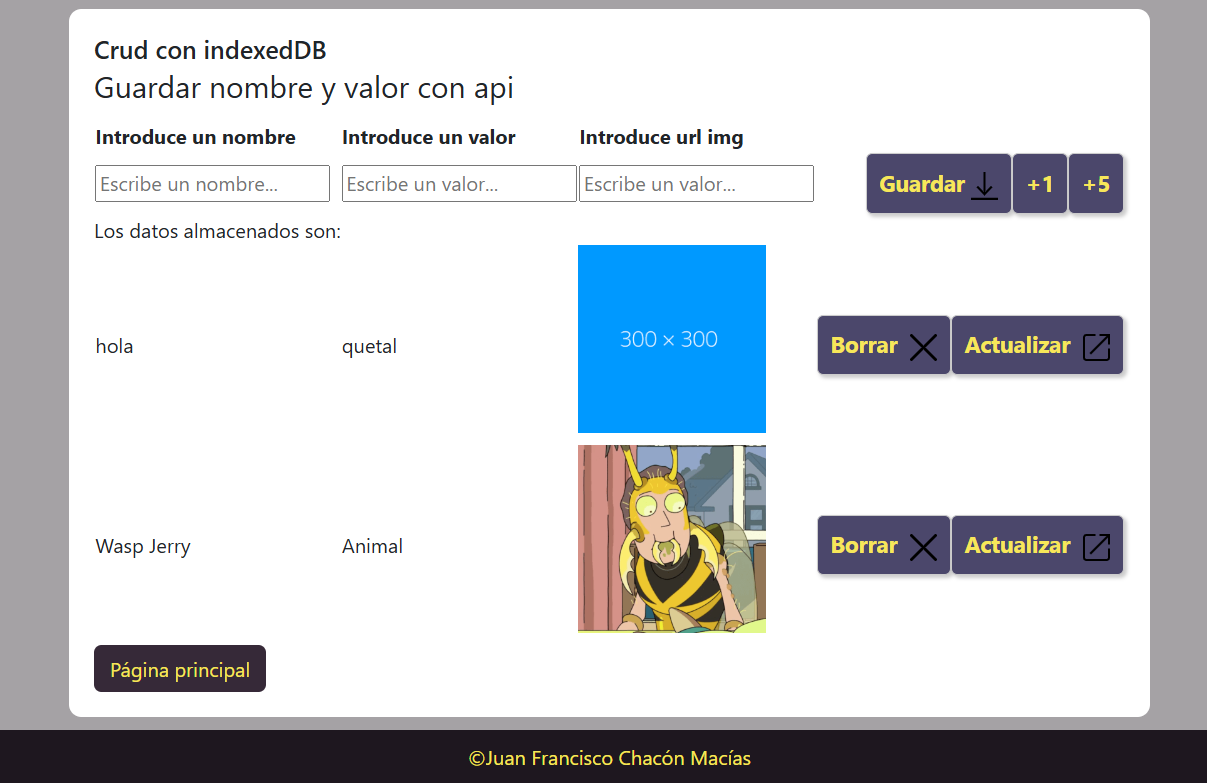 Crud con indexedDB
Guardar nombre y valor con api
Introduce un nombre Introduce un valor Introduce url img
Escribe un nombre... Escribe un valor... Escribe un valor... Guardar +1 +5
Los datos almacenados son:
300 × 300
hola quetal Borrar Actualizar
Wasp Jerry Animal Borrar Actualizar
Página principal
©Juan Francisco Chacón Macías